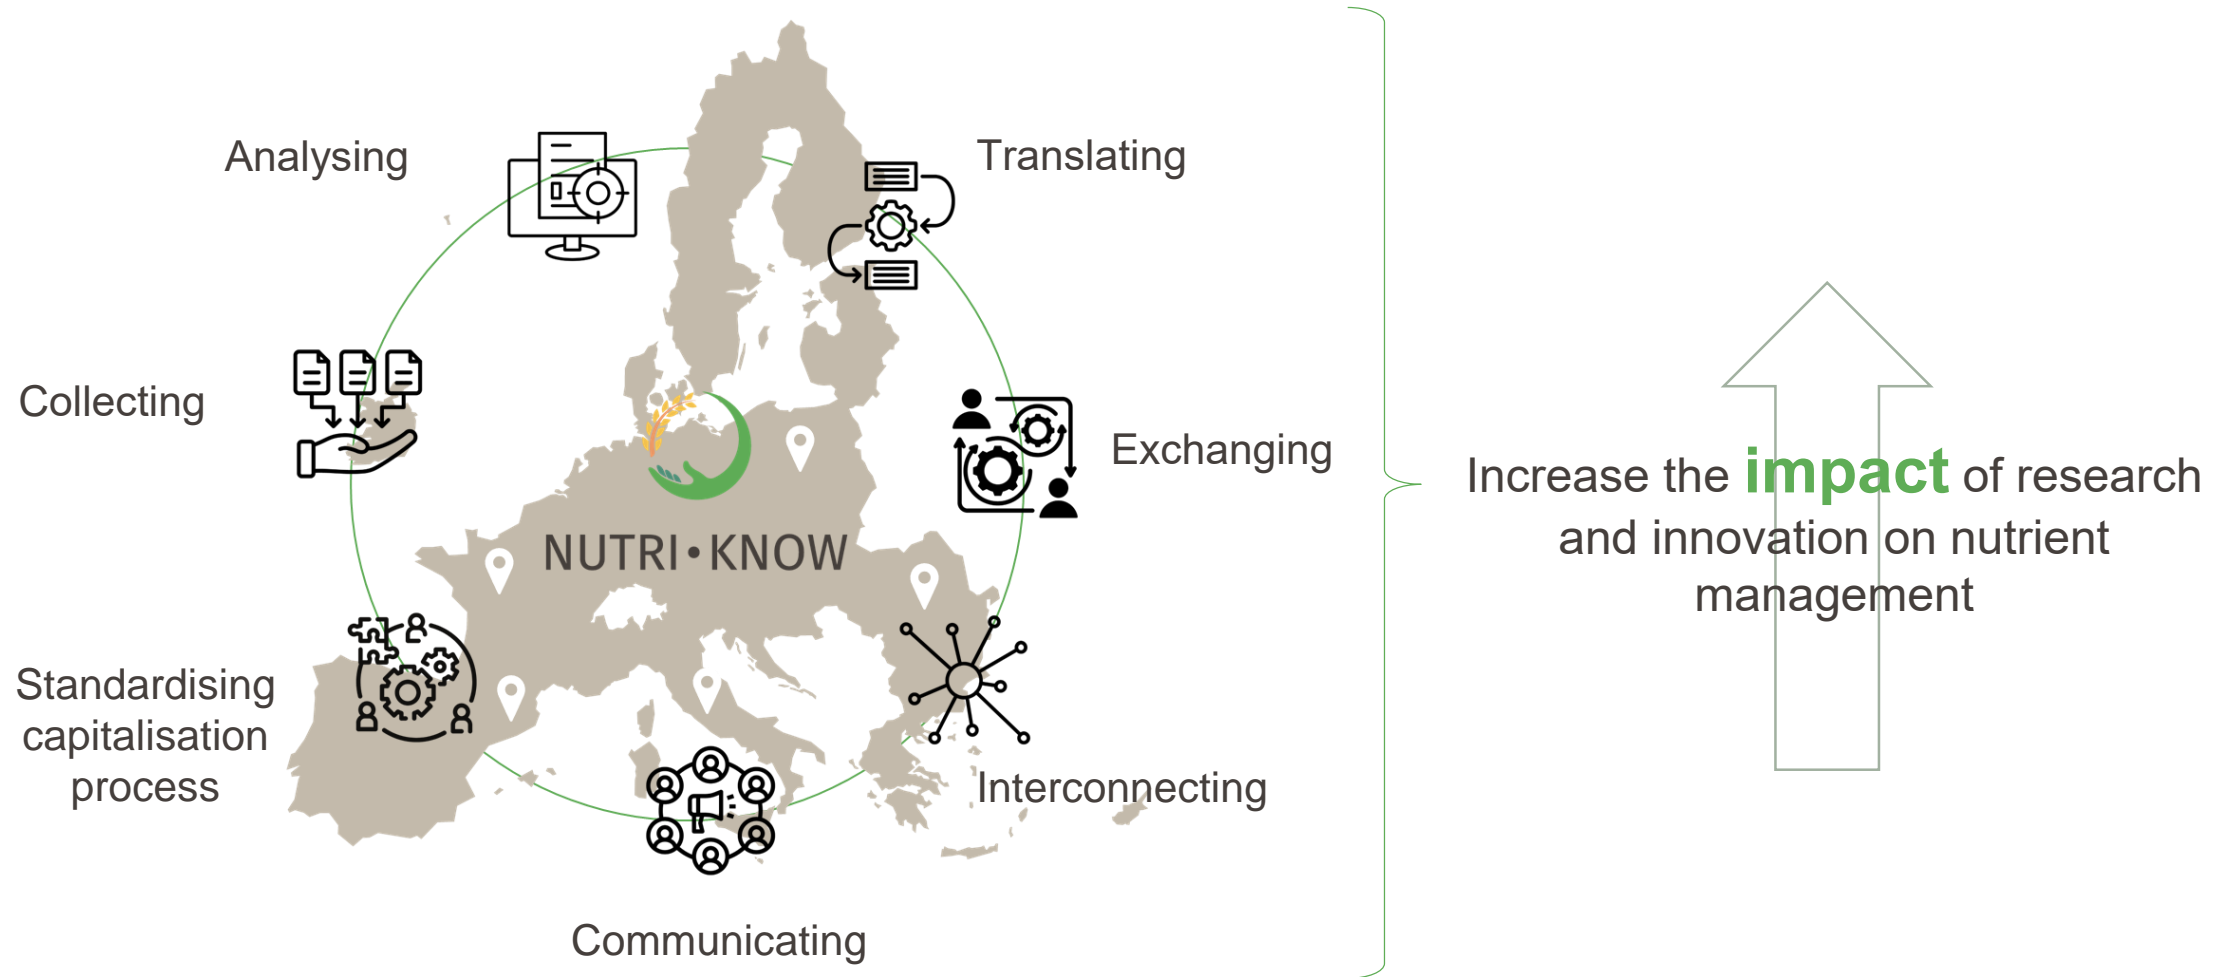 Analysing
Translating
Collecting
Exchanging
NUTRI•KNOW
Standardising
capitalisation
process
Interconnecting
Communicating
Increase the impact of research
and innovation on nutrient
management